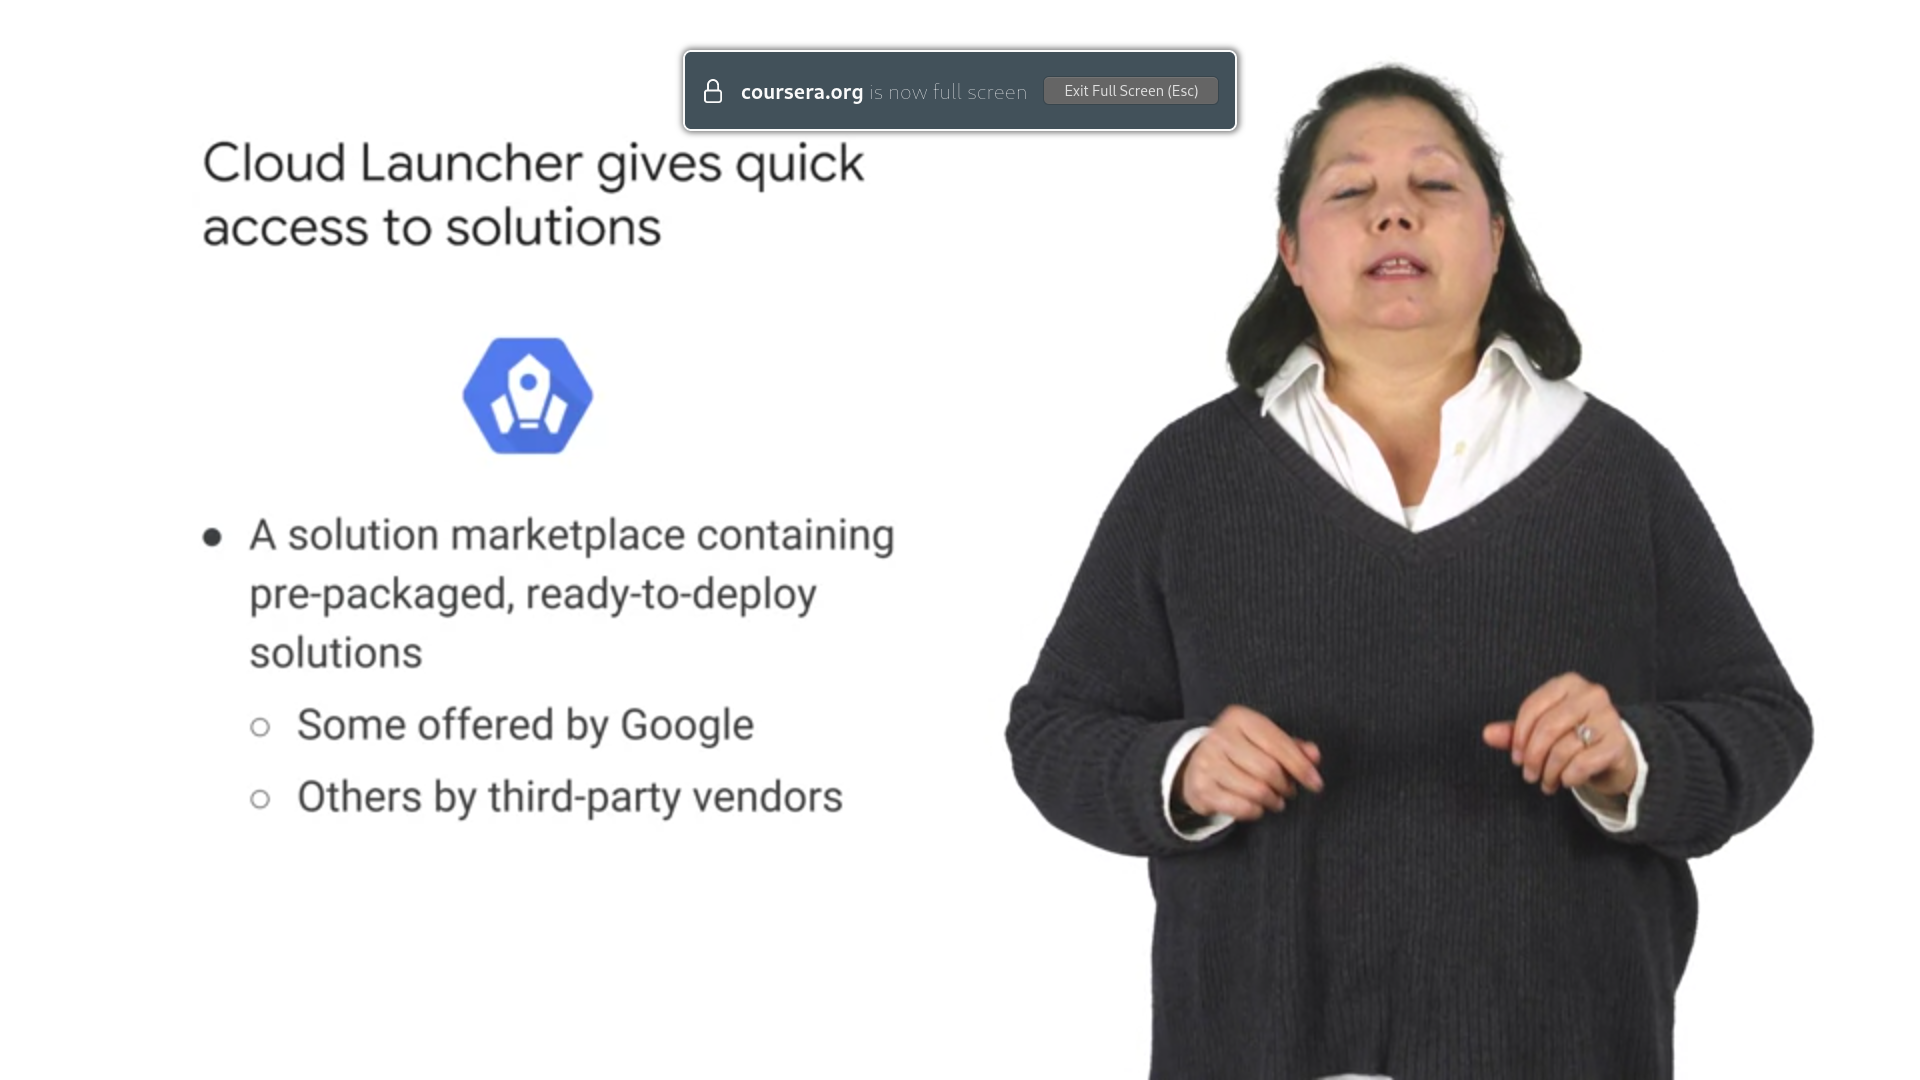 coursera.org is now full screen Exit Full Screen (Esc)
Cloud Launcher gives quick
access to solutions
● A solution marketplace containing
pre-packaged, ready-to-deploy
solutions
○ Some offered by Google
○ Others by third-party vendors